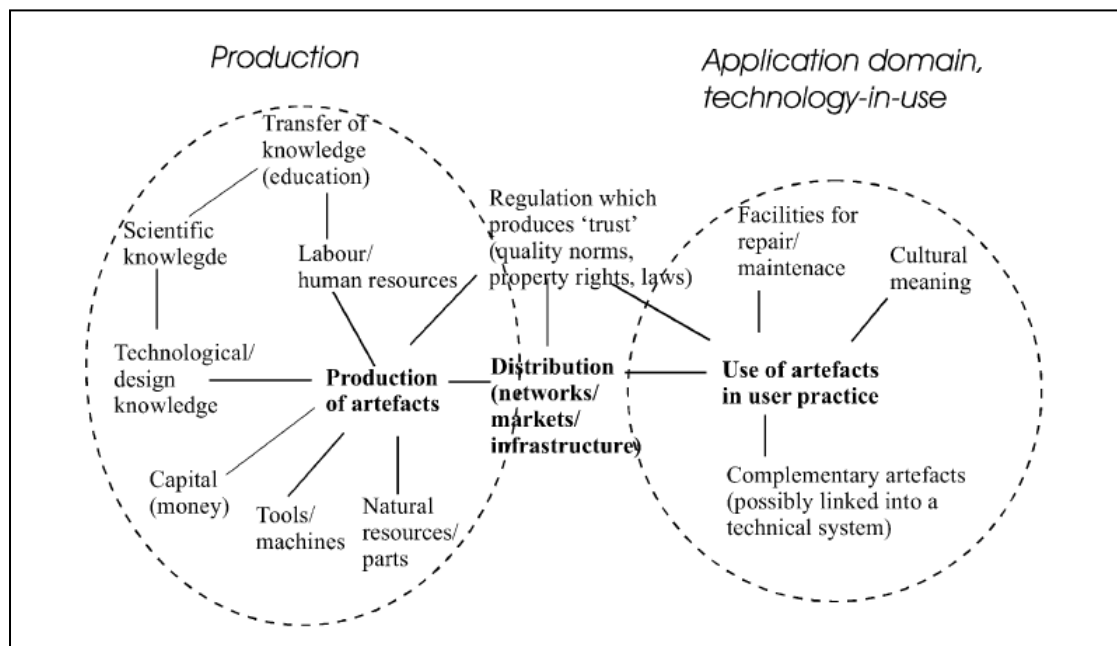 Production
Application domain,
technology-in-use
Transfer of
knowledge
(education)
Scientific
knowlegde
Labour/
human resources
Technological/
design
knowledge
Production
of artefacts
Capital
(money)
Tools/
machines
Natural
resources/
parts
Regulation which
produces ‘trust’
(quality norms,
property rights, laws)
Distribution
(networks/
markets/
infrastructure)
Facilities for
repair/
maintenace
Cultural
meaning
Use of artefacts
in user practice
Complementary artefacts
(possibly linked into a
technical system)